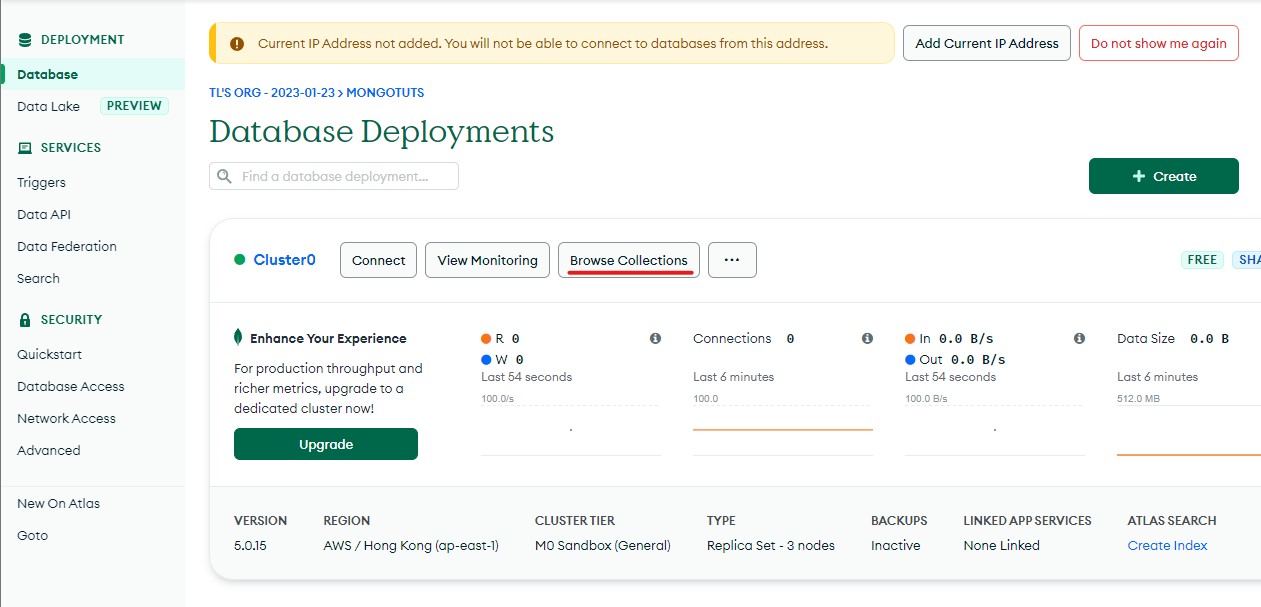 DEPLOYMENT
Database
Data Lake PREVIEW
SERVICES
Triggers
Data API
Data Federation
Search
SECURITY
Quickstart
Database Access
Network Access
Advanced
New On Atlas
Goto
Current IP Address not added. You will not be able to connect to databases from this address.
Add Current IP Address
Do not show me again
TL'S ORG - 2023-01-23 > MONGOTUTS
Database Deployments
Find a database deployment...
+ Create
Cluster0
Connect
View Monitoring
Browse Collections
...
FREE
Enhance Your Experience
For production throughput and
richer metrics, upgrade to a
dedicated cluster now!
Upgrade
R 0
W 0
Last 54 seconds
100.0/s
Connections 0
Last 6 minutes
100.0
In 0.0 B/s
Out 0.0 B/s
Last 54 seconds
100.0 B/s
Data Size 0.0 B
Last 6 minutes
512.0 MB
VERSION
5.0.15
REGION
AWS / Hong Kong (ap-east-1)
CLUSTER TIER
M0 Sandbox (General)
TYPE
Replica Set - 3 nodes
BACKUPS
Inactive
LINKED APP SERVICES
None Linked
ATLAS SEARCH
Create Index